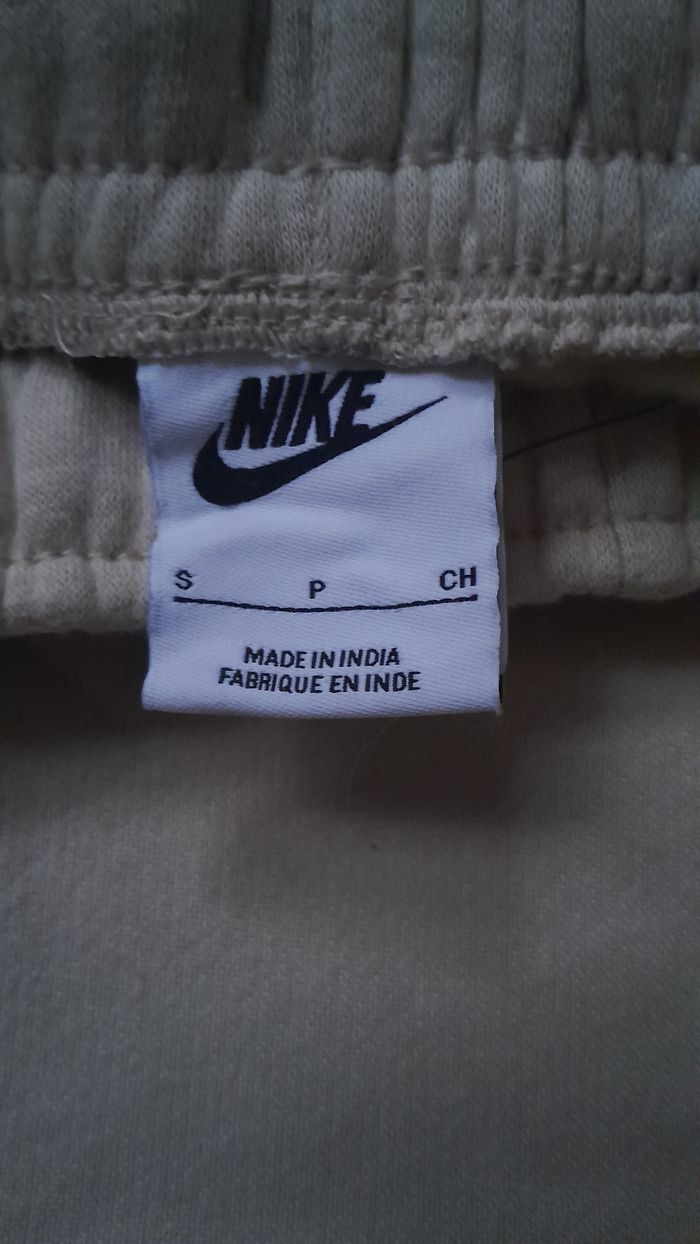 NIKE
S P CH
MADE IN INDIA
FABRIQUE EN INDE